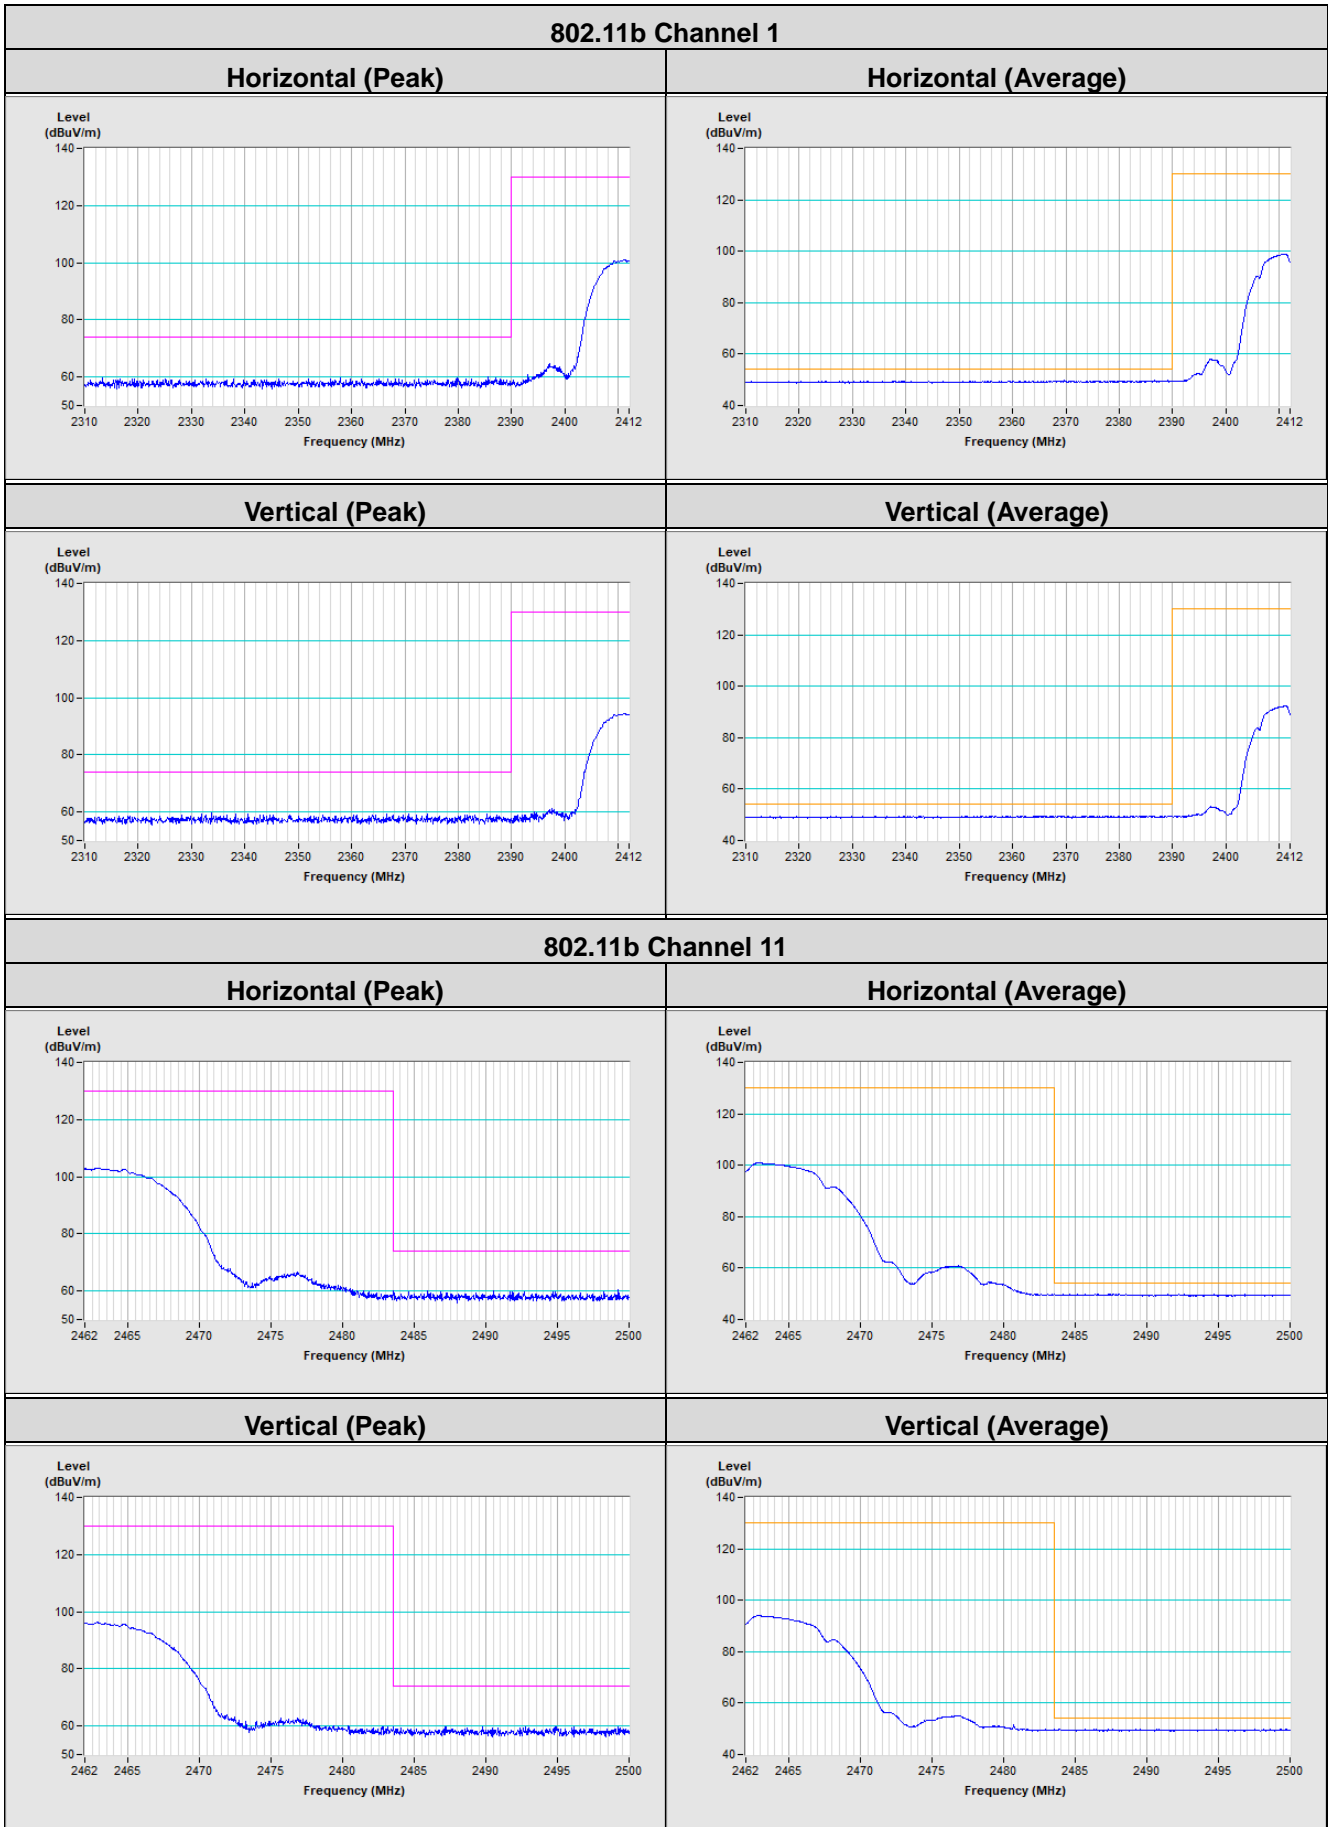 802.11b Channel 1
Horizontal (Peak)
Horizontal (Average)
Level
(dBuV/m)
140
120
100
80
60
50
2310 2320 2330 2340 2350 2360 2370 2380 2390 2400 2412
Frequency (MHz)
Level
(dBuV/m)
140
120
100
80
60
40
2310 2320 2330 2340 2350 2360 2370 2380 2390 2400 2412
Frequency (MHz)
Vertical (Peak)
Vertical (Average)
Level
(dBuV/m)
140
120
100
80
60
50
2310 2320 2330 2340 2350 2360 2370 2380 2390 2400 2412
Frequency (MHz)
Level
(dBuV/m)
140
120
100
80
60
40
2310 2320 2330 2340 2350 2360 2370 2380 2390 2400 2412
Frequency (MHz)
802.11b Channel 11
Horizontal (Peak)
Horizontal (Average)
Level
(dBuV/m)
140
120
100
80
60
50
2462 2465 2470 2475 2480 2485 2490 2495 2500
Frequency (MHz)
Level
(dBuV/m)
140
120
100
80
60
40
2462 2465 2470 2475 2480 2485 2490 2495 2500
Frequency (MHz)
Vertical (Peak)
Vertical (Average)
Level
(dBuV/m)
140
120
100
80
60
50
2462 2465 2470 2475 2480 2485 2490 2495 2500
Frequency (MHz)
Level
(dBuV/m)
140
120
100
80
60
40
2462 2465 2470 2475 2480 2485 2490 2495 2500
Frequency (MHz)